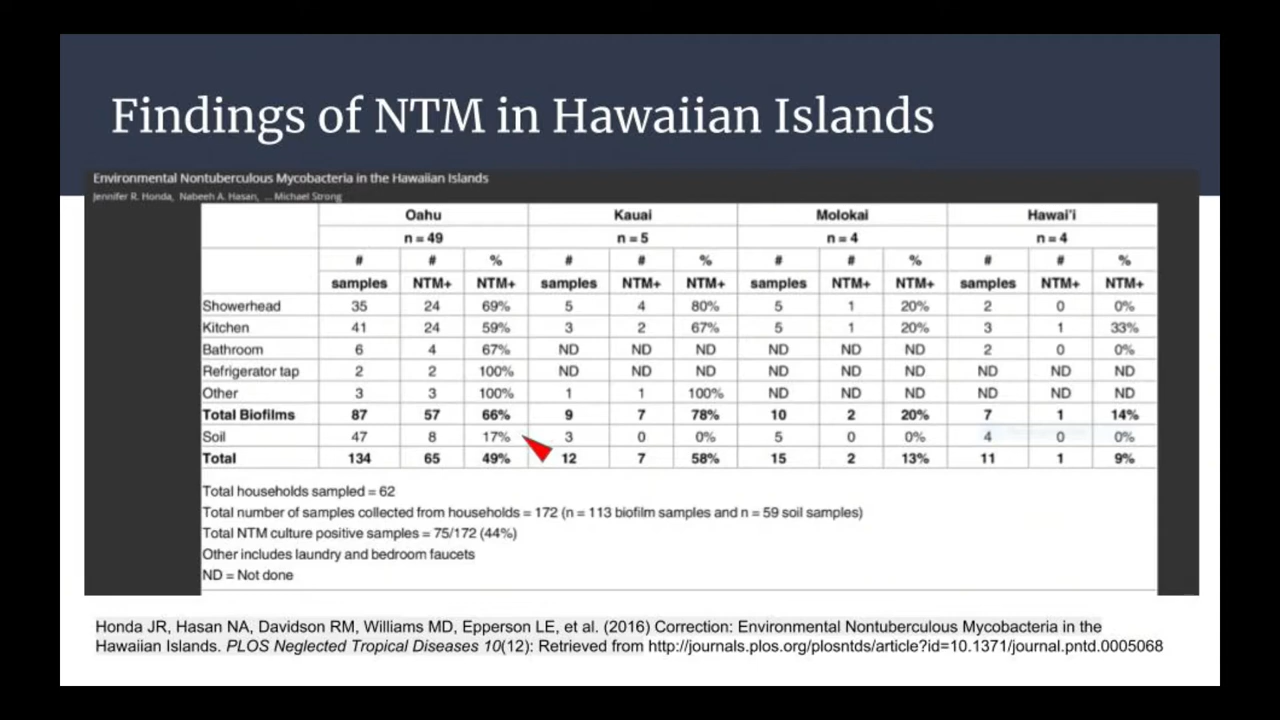 Findings of NTM in Hawaiian Islands
Environmental Nontuberculous Mycobacteria in the Hawaiian Islands
Jennifer R. Honda, Nabeeh A. Hasan, ... Michael Strong
Oahu Kauai Molokai Hawai'i
n = 49 n = 5 n = 4 n = 4
# # % # # % # # % # # %
samples NTM+ NTM+ samples NTM+ NTM+ samples NTM+ NTM+ samples NTM+ NTM+
Showerhead 35 24 69% 5 4 80% 5 1 20% 2 0 0%
Kitchen 41 24 59% 3 2 67% 5 1 20% 3 1 33%
Bathroom 6 4 67% ND ND ND ND ND ND 2 0 0%
Refrigerator tap 2 2 100% ND ND ND ND ND ND ND ND ND
Other 3 3 100% 1 1 100% ND ND ND ND ND ND
Total Biofilms 87 57 66% 9 7 78% 10 2 20% 7 1 14%
Soil 47 8 17% 3 0 0% 5 0 0% 4 0 0%
Total 134 65 49% 12 7 58% 15 2 13% 11 1 9%
Total households sampled = 62
Total number of samples collected from households = 172 (n = 113 biofilm samples and n = 59 soil samples)
Total NTM culture positive samples = 75/172 (44%)
Other includes laundry and bedroom faucets
ND = Not done
Honda JR, Hasan NA, Davidson RM, Williams MD, Epperson LE, et al. (2016) Correction: Environmental Nontuberculous Mycobacteria in the
Hawaiian Islands. PLOS Neglected Tropical Diseases 10(12): Retrieved from http://journals.plos.org/plosntds/article?id=10.1371/journal.pntd.0005068